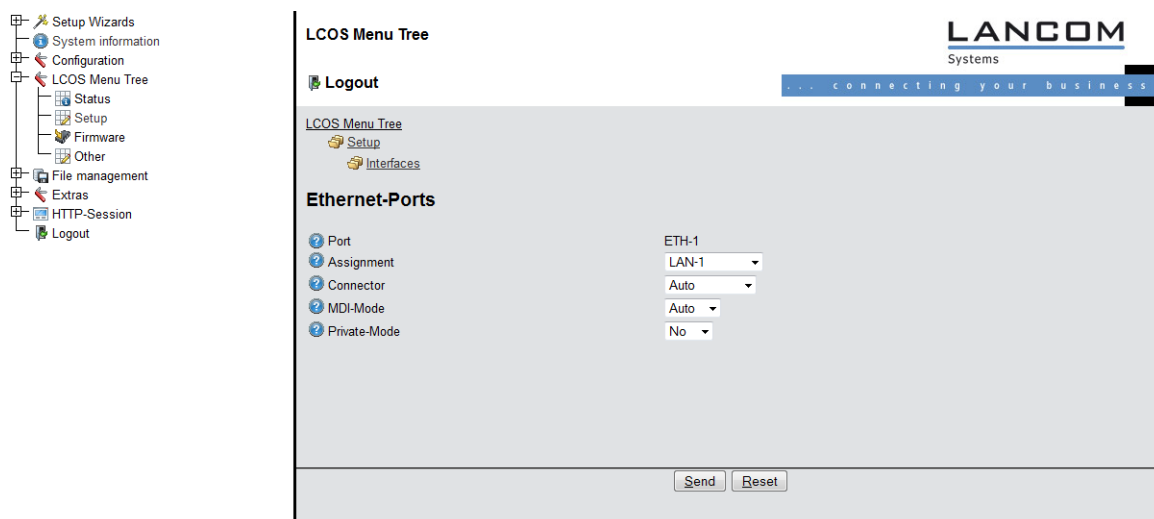 Setup Wizards
System information
Configuration
LCOS Menu Tree
Status
Setup
Firmware
Other
File management
Extras
HTTP-Session
Logout
LCOS Menu Tree
LANCOM
Systems
Logout
... connecting your business
LCOS Menu Tree
Setup
Interfaces
Ethernet-Ports
Port ETH-1
Assignment LAN-1
Connector Auto
MDI-Mode Auto
Private-Mode No
Send Reset